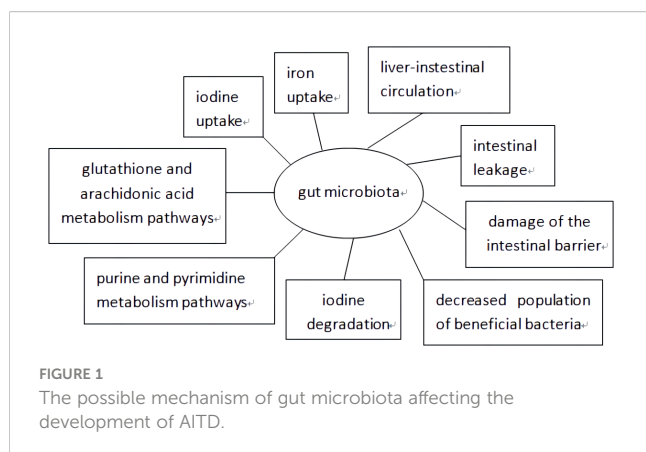 iron
uptake
liver-instestinal
circulation
iodine
uptake
intestinal
leakage
glutathione and
arachidonic acid
metabolism pathways
gut microbiota
damage of the
intestinal barrier
purine and pyrimidine
metabolism pathways
iodine
degradation
decreased population
of beneficial bacteria
FIGURE 1
The possible mechanism of gut microbiota affecting the
development of AITD.